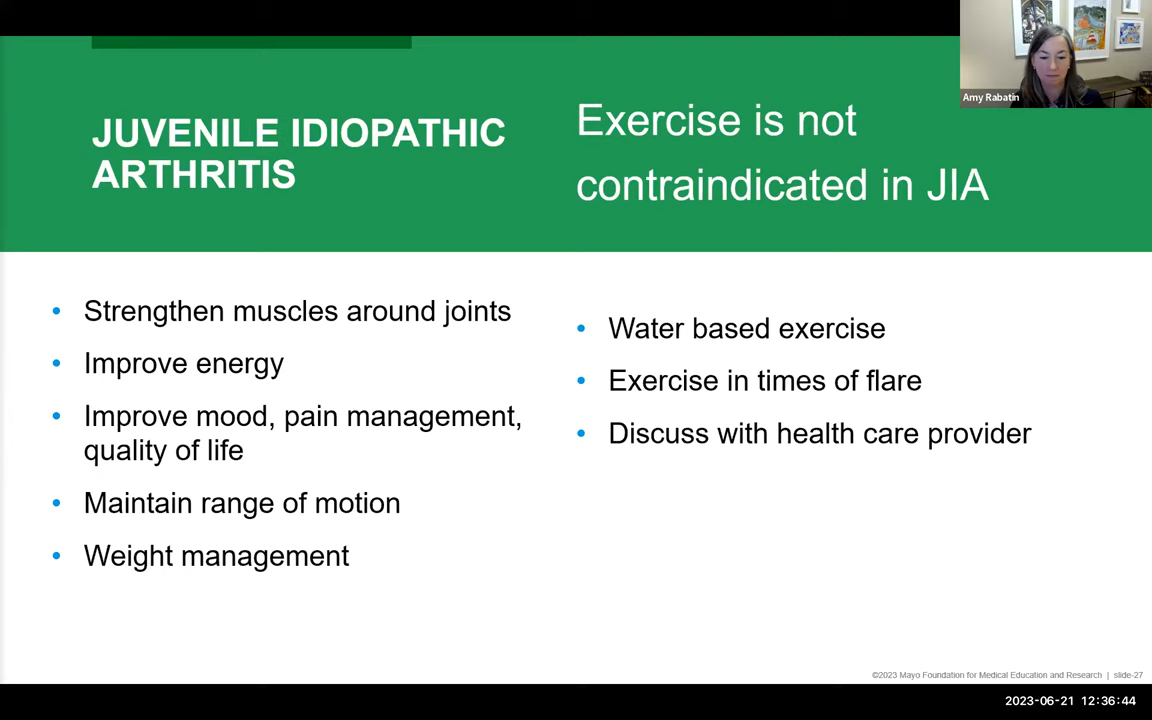 JUVENILE IDIOPATHIC
ARTHRITIS
Exercise is not
contraindicated in JIA
Amy Rabatin
• Strengthen muscles around joints
• Improve energy
• Improve mood, pain management,
quality of life
• Maintain range of motion
• Weight management
• Water based exercise
• Exercise in times of flare
• Discuss with health care provider
©2023 Mayo Foundation for Medical Education and Research | slide-27
2023-06-21 12:36:44